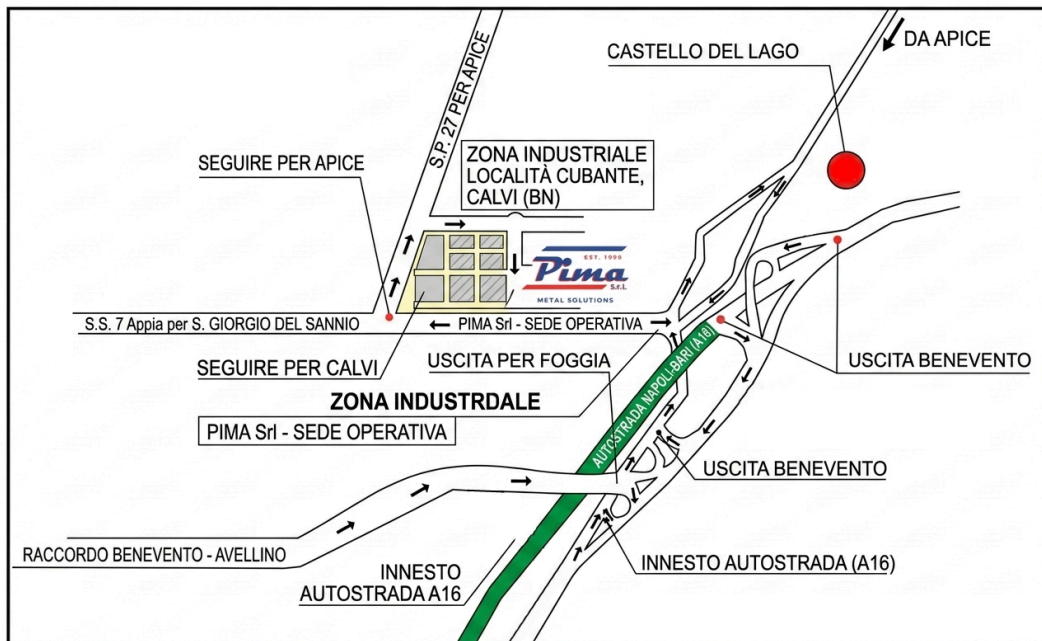 DA APICE
CASTELLO DEL LAGO
S.P. 27 PER APICE
SEGUIRE PER APICE
ZONA INDUSTRIALE
LOCALITÀ CUBANTE,
CALVI (BN)
EST. 1996
Pima
S.r.L
METAL SOLUTIONS
S.S. 7 Appia per S. GIORGIO DEL SANNIO
PIMA Srl - SEDE OPERATIVA
SEGUIRE PER CALVI
USCITA PER FOGGIA
USCITA BENEVENTO
ZONA INDUSTRDALE
PIMA Srl - SEDE OPERATIVA
AUTOSTRADA NAPOLI-BARI (A18)
USCITA BENEVENTO
RACCORDO BENEVENTO - AVELLINO
INNESTO
AUTOSTRADA A16
INNESTO AUTOSTRADA (A16)